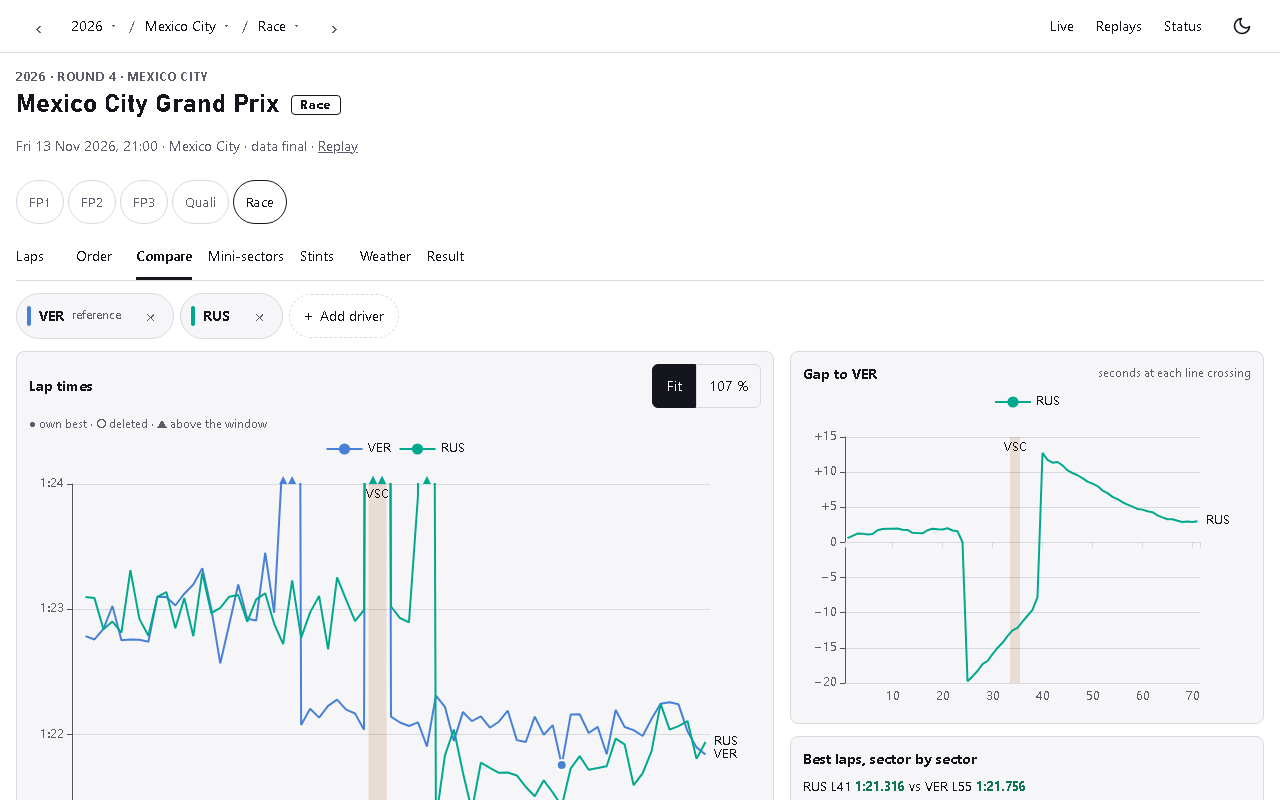 ‹ 2026 / Mexico City / Race › Live Replays Status
2026 · ROUND 4 · MEXICO CITY
Mexico City Grand Prix Race
Fri 13 Nov 2026, 21:00 · Mexico City · data final · Replay
FP1 FP2 FP3 Quali Race
Laps Order Compare Mini-sectors Stints Weather Result
VER reference × RUS × + Add driver
Lap times Fit 107 %
● own best · O deleted · ▲ above the window
VER RUS
1:24
VSC
1:23
1:22
RUS
VER
Gap to VER seconds at each line crossing
RUS
+15
VSC
+10
+5
RUS
0
−5
−10
−15
−20
10 20 30 40 50 60 70
Best laps, sector by sector
RUS L41 1:21.316 vs VER L55 1:21.756